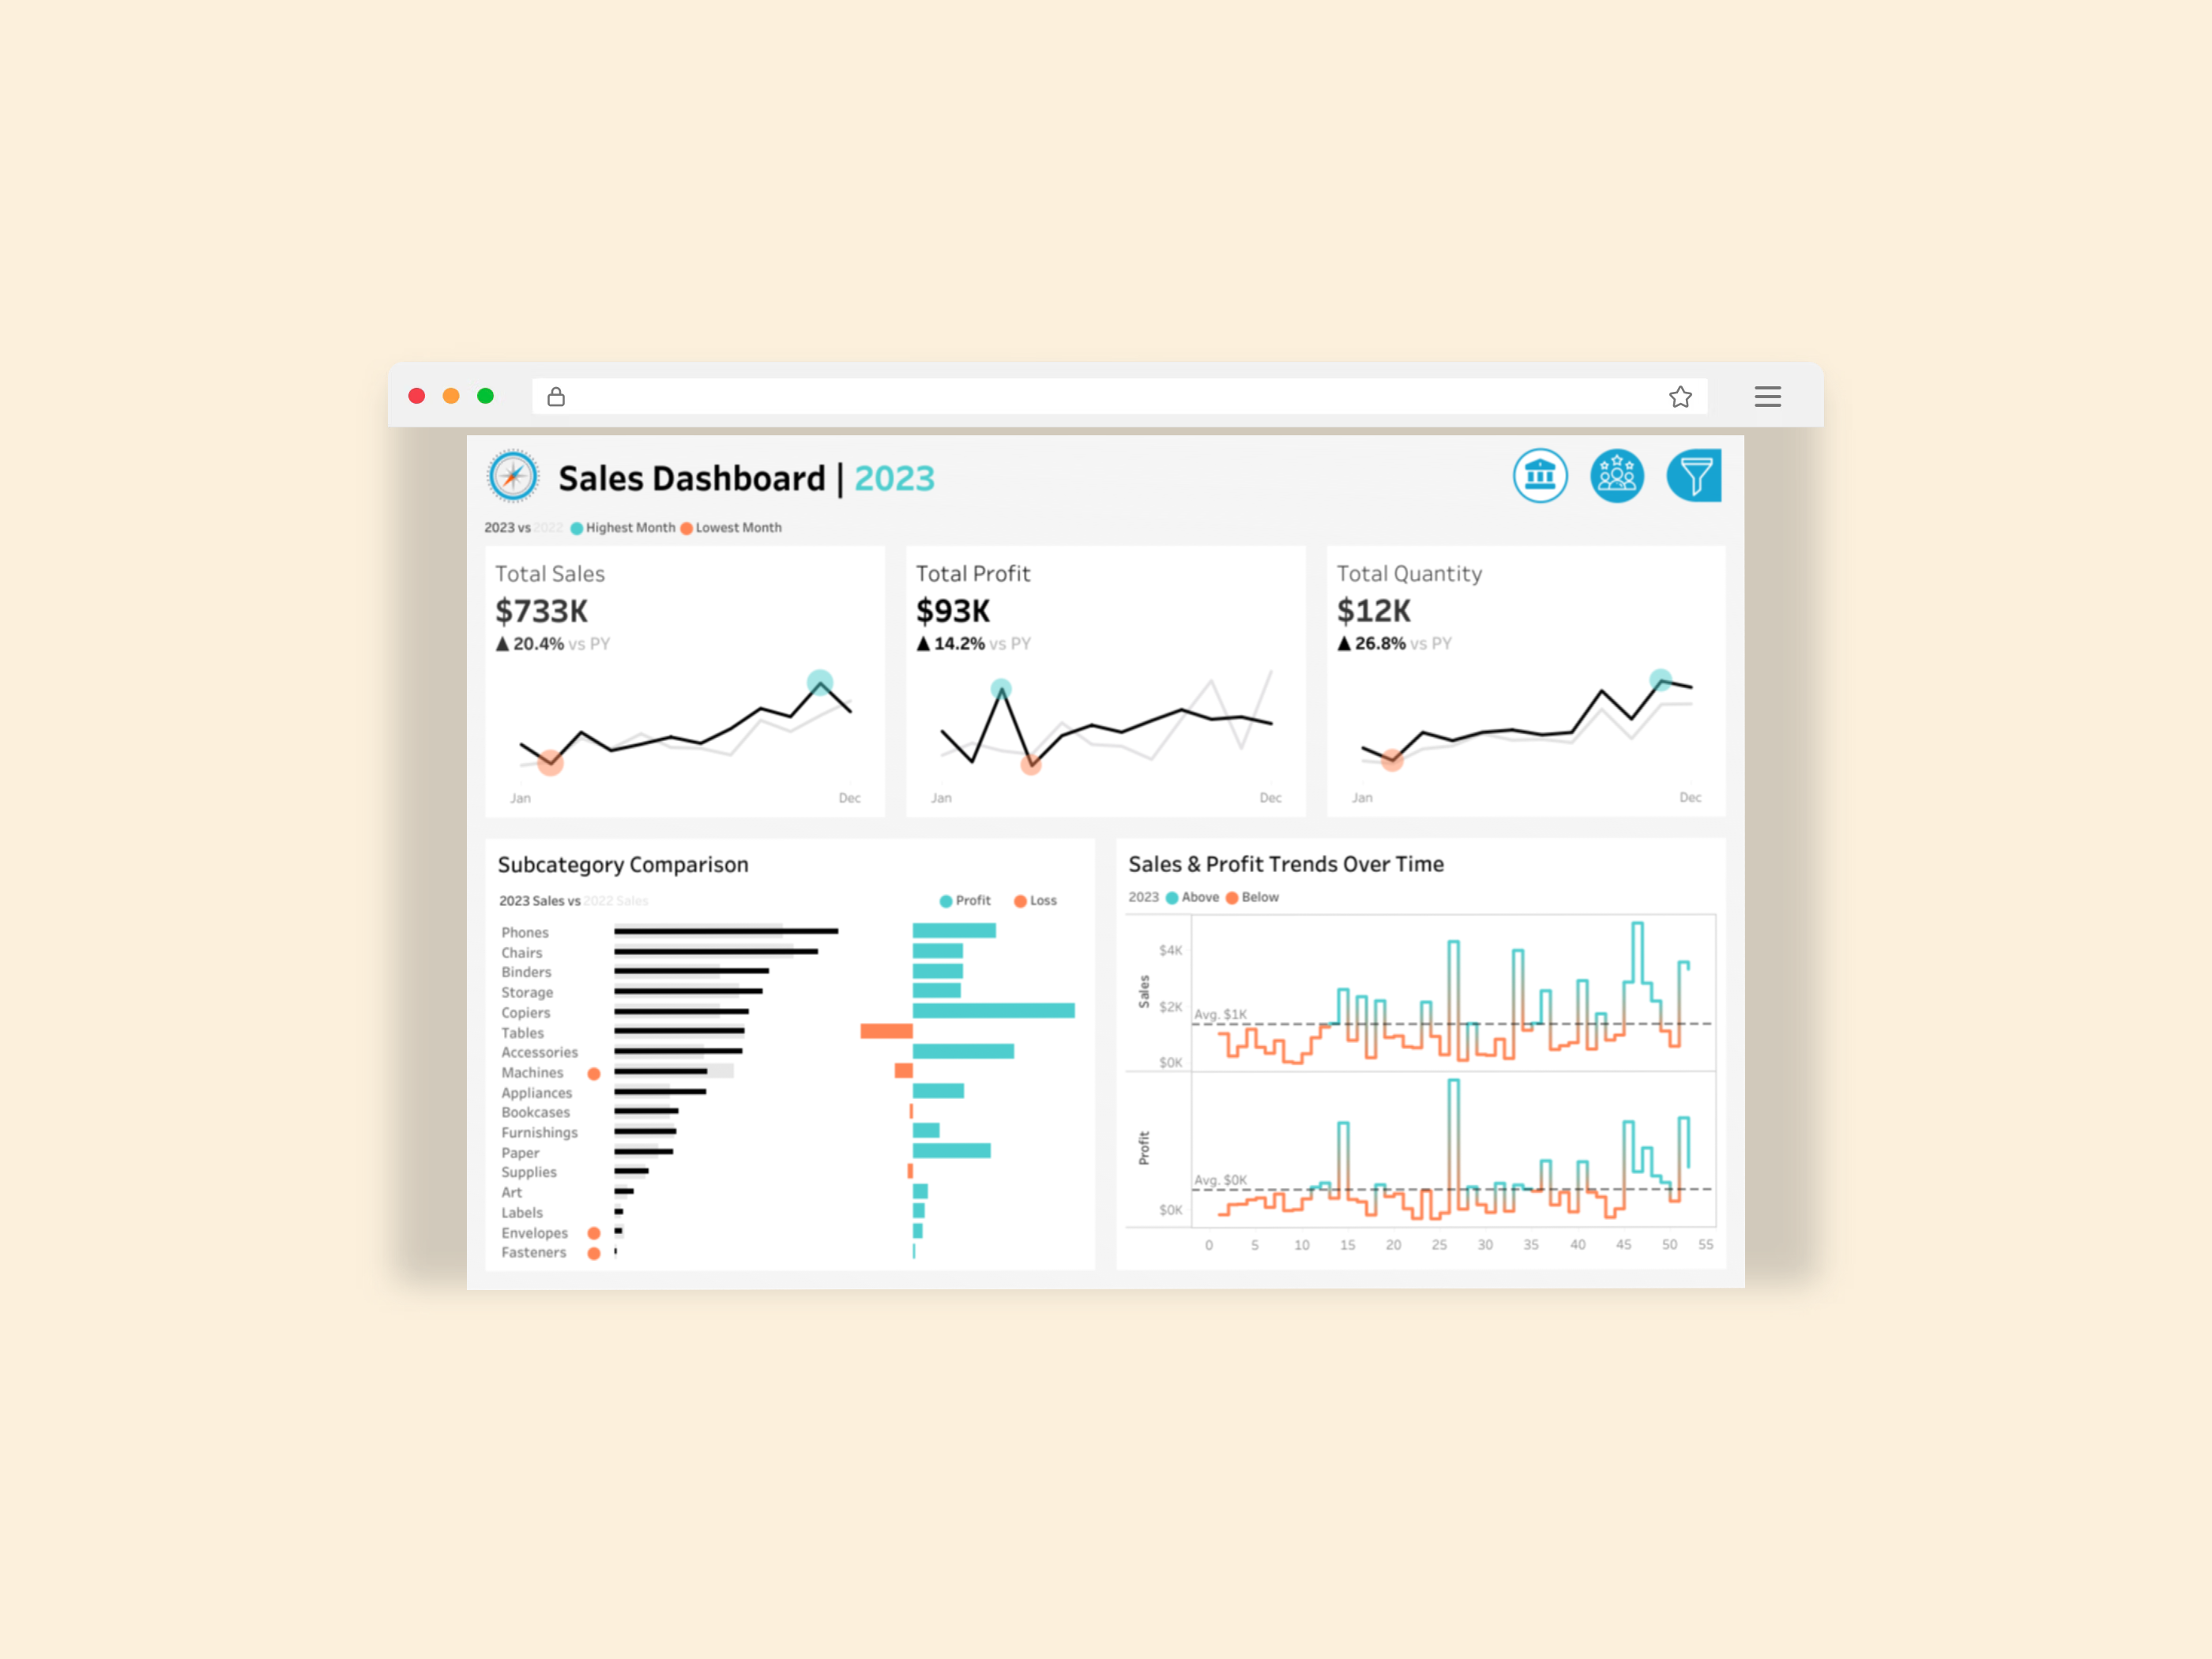 Sales Dashboard | 2023
2023 vs 2022 Highest Month Lowest Month
Total Sales
$733K
▲ 20.4% vs PY
Jan Dec
Total Profit
$93K
▲ 14.2% vs PY
Jan Dec
Total Quantity
$12K
▲ 26.8% vs PY
Jan Dec
Subcategory Comparison
2023 Sales vs 2022 Sales Profit Loss
Phones
Chairs
Binders
Storage
Copiers
Tables
Accessories
Machines
Appliances
Bookcases
Furnishings
Paper
Supplies
Art
Labels
Envelopes
Fasteners
Sales & Profit Trends Over Time
2023 Above Below
Sales
$4K
$2K
Avg. $1K
$0K
Profit
Avg. $0K
$0K
0 5 10 15 20 25 30 35 40 45 50 55